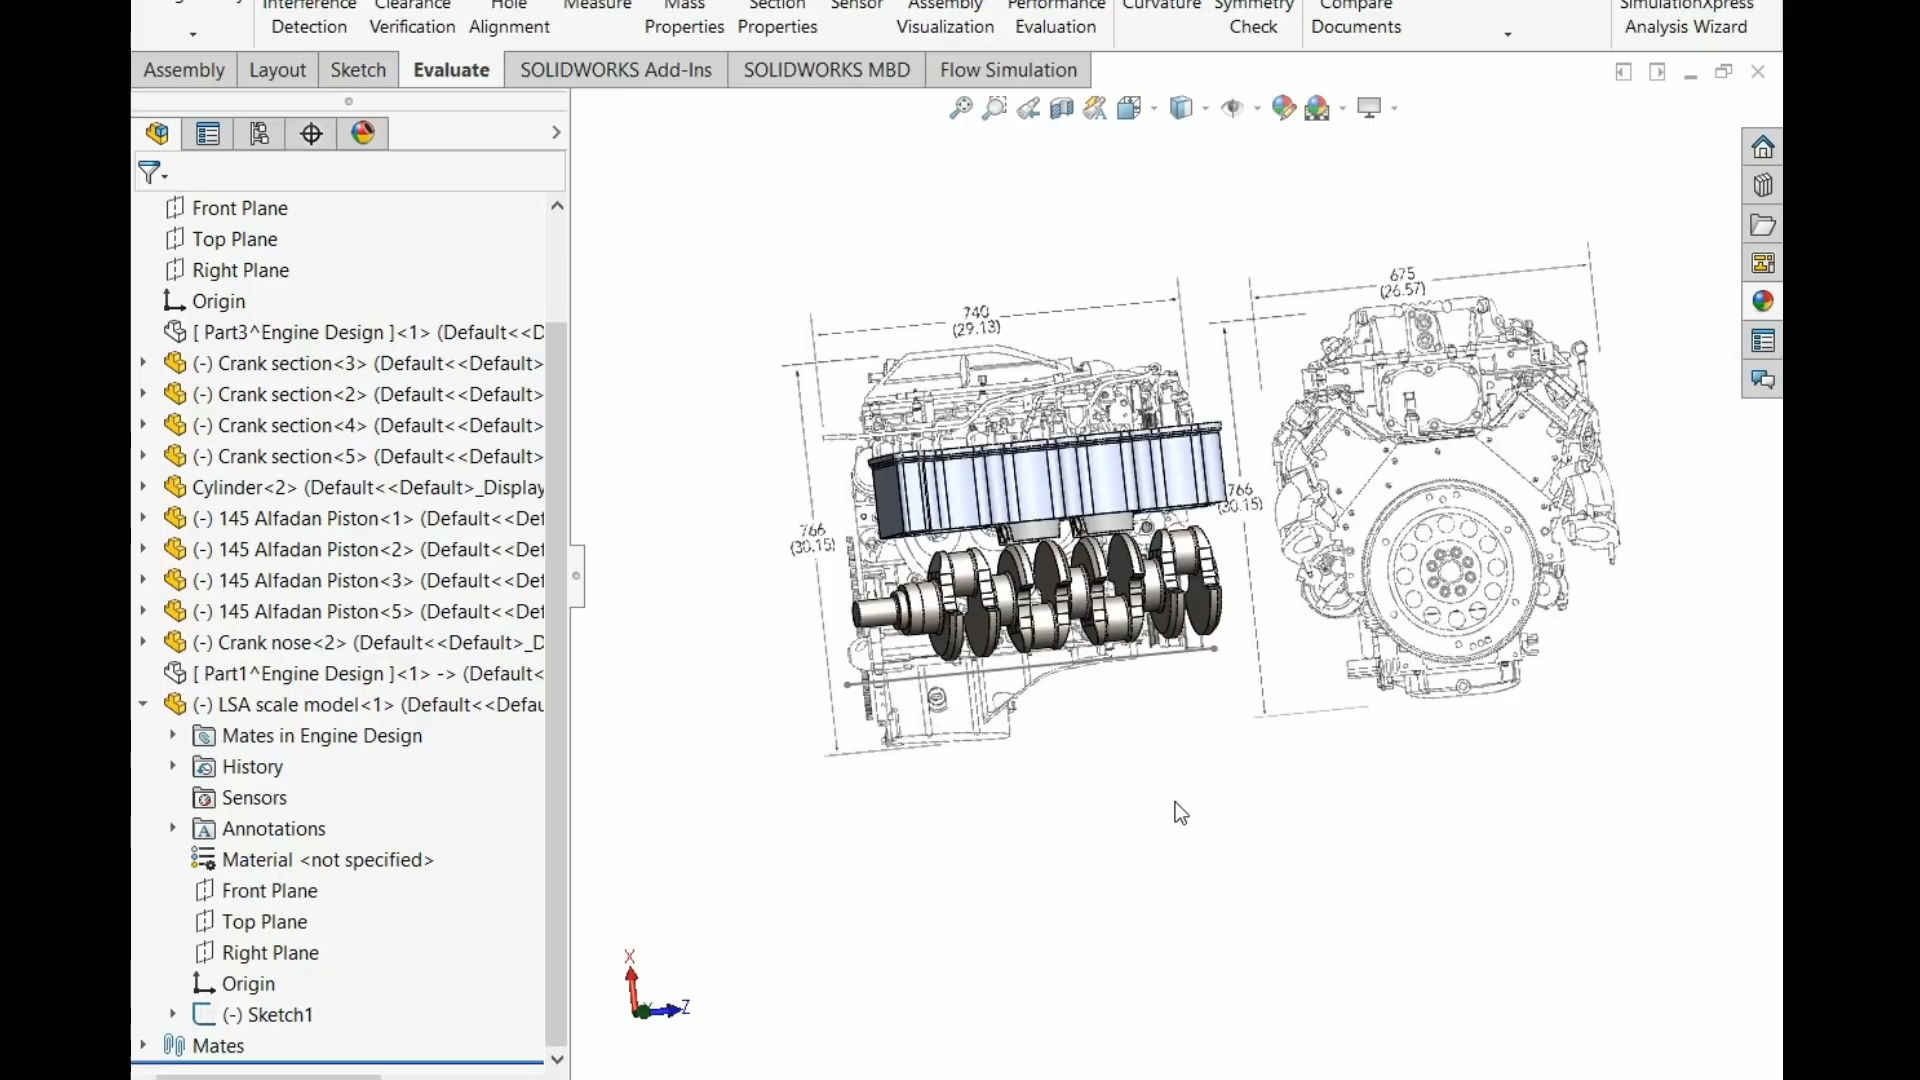 Interference Clearance Hole Measure Mass Section Sensor Assembly Performance Curvature Symmetry Compare SimulationXpress
Detection Verification Alignment Properties Properties Visualization Evaluation Check Documents Analysis Wizard
Assembly Layout Sketch Evaluate SOLIDWORKS Add-Ins SOLIDWORKS MBD Flow Simulation
Front Plane
Top Plane
Right Plane
Origin
[ Part3^Engine Design ]<1> (Default<<D
(-) Crank section<3> (Default<<Default>
(-) Crank section<2> (Default<<Default>
(-) Crank section<4> (Default<<Default>
(-) Crank section<5> (Default<<Default>
Cylinder<2> (Default<<Default>_Display
(-) 145 Alfadan Piston<1> (Default<<Def
(-) 145 Alfadan Piston<2> (Default<<Def
(-) 145 Alfadan Piston<3> (Default<<Def
(-) 145 Alfadan Piston<5> (Default<<Def
(-) Crank nose<2> (Default<<Default>_D
[ Part1^Engine Design ]<1> -> (Default<
(-) LSA scale model<1> (Default<<Defau
Mates in Engine Design
History
Sensors
A Annotations
Material <not specified>
Front Plane
Top Plane
Right Plane
Origin
(-) Sketch1
Mates
740
(29.13)
675
(26.57)
766
(30.15)
766
(30.15)
X
Z